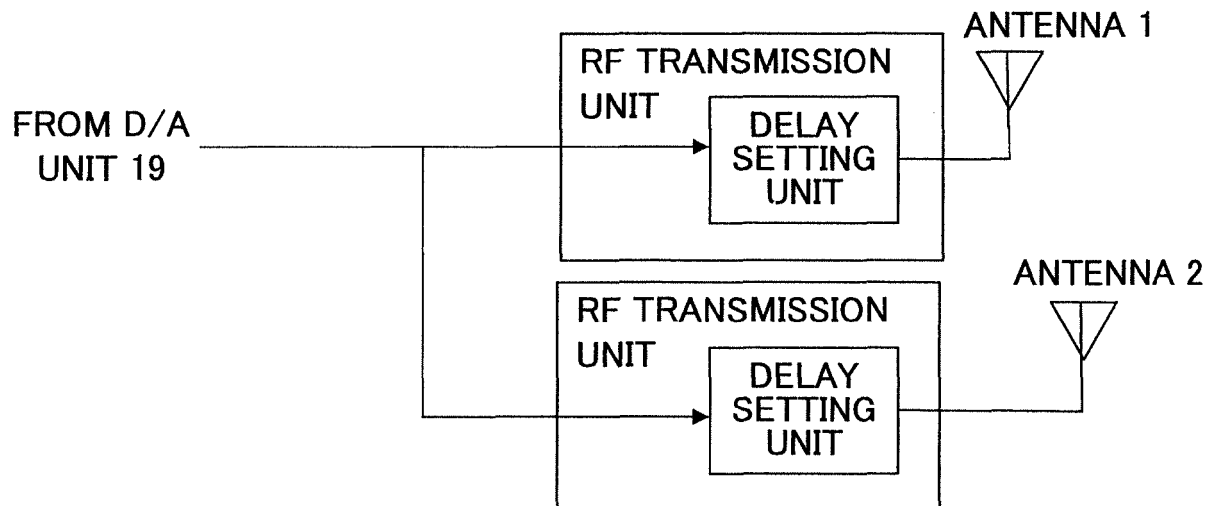 ANTENNA 1
RF TRANSMISSION
UNIT
FROM D/A
UNIT 19
DELAY
SETTING
UNIT
ANTENNA 2
RF TRANSMISSION
UNIT
DELAY
SETTING
UNIT